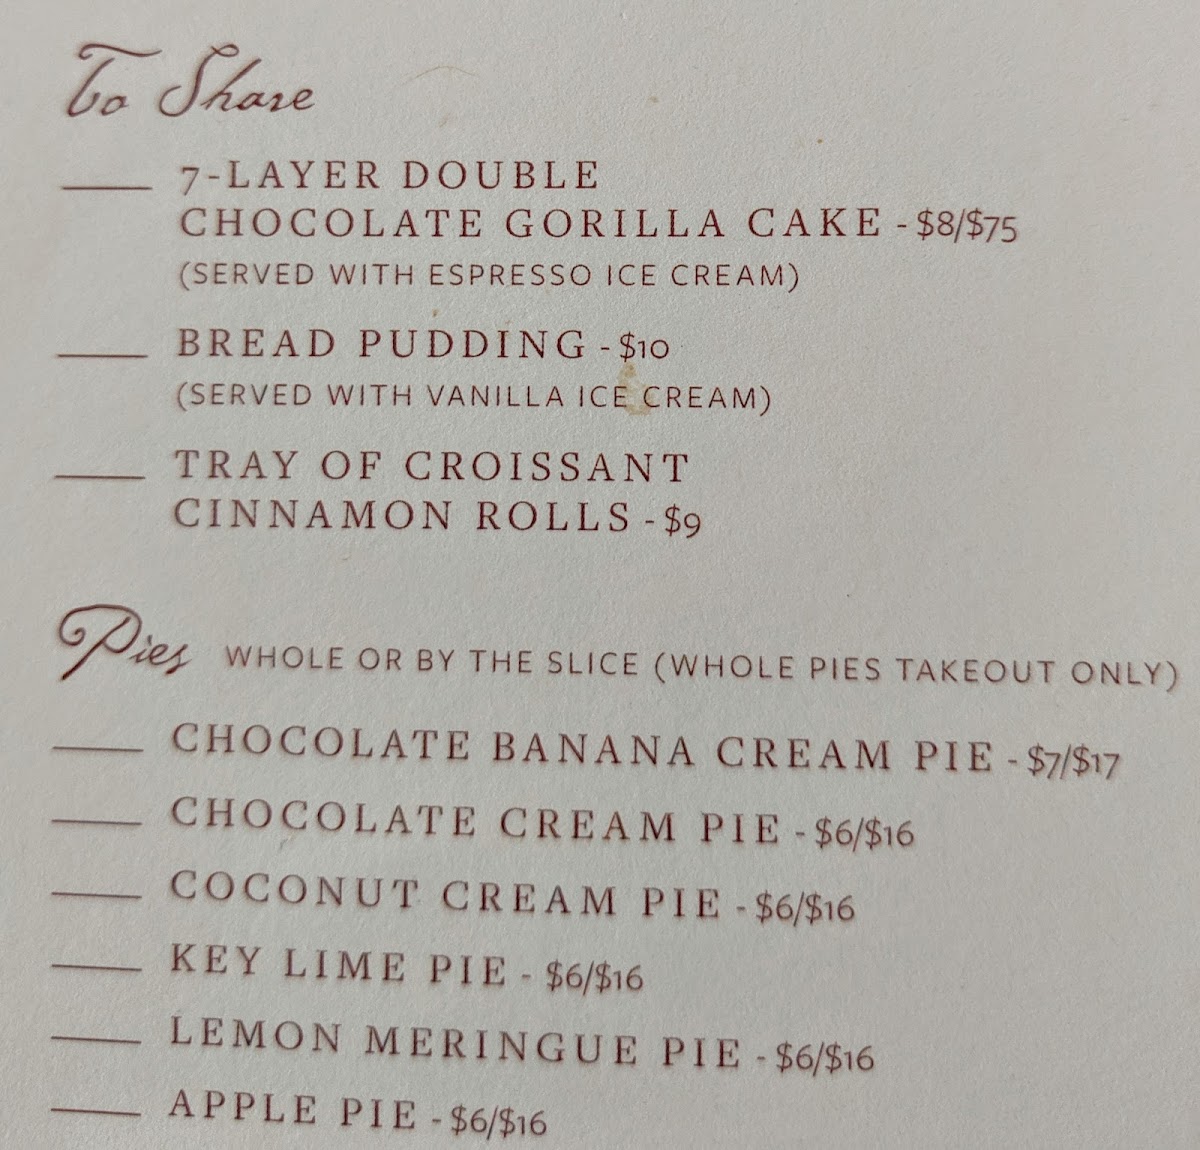 To Share
7-LAYER DOUBLE
CHOCOLATE GORILLA CAKE - $8/$75
(SERVED WITH ESPRESSO ICE CREAM)
BREAD PUDDING - $10
(SERVED WITH VANILLA ICE CREAM)
TRAY OF CROISSANT
CINNAMON ROLLS - $9
Pies WHOLE OR BY THE SLICE (WHOLE PIES TAKEOUT ONLY)
CHOCOLATE BANANA CREAM PIE - $7/$17
CHOCOLATE CREAM PIE - $6/$16
COCONUT CREAM PIE - $6/$16
KEY LIME PIE - $6/$16
LEMON MERINGUE PIE - $6/$16
APPLE PIE - $6/$16